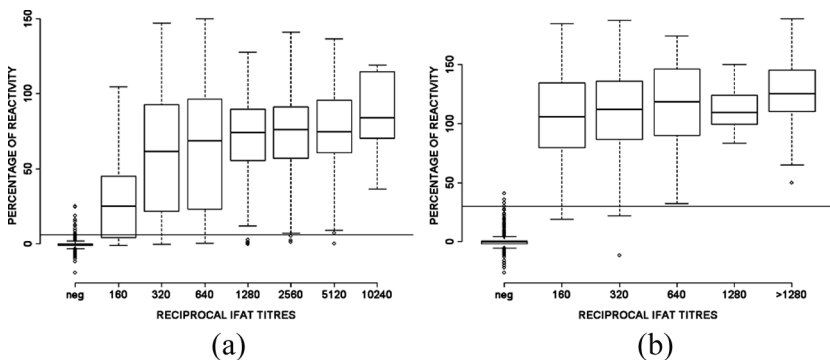 PERCENTAGE OF REACTIVITY
150
100
50
0
neg 160 320 640 1280 2560 5120 10240
RECIPROCAL IFAT TITRES
(a)
PERCENTAGE OF REACTIVITY
150
100
50
0
neg 160 320 640 1280 >1280
RECIPROCAL IFAT TITRES
(b)